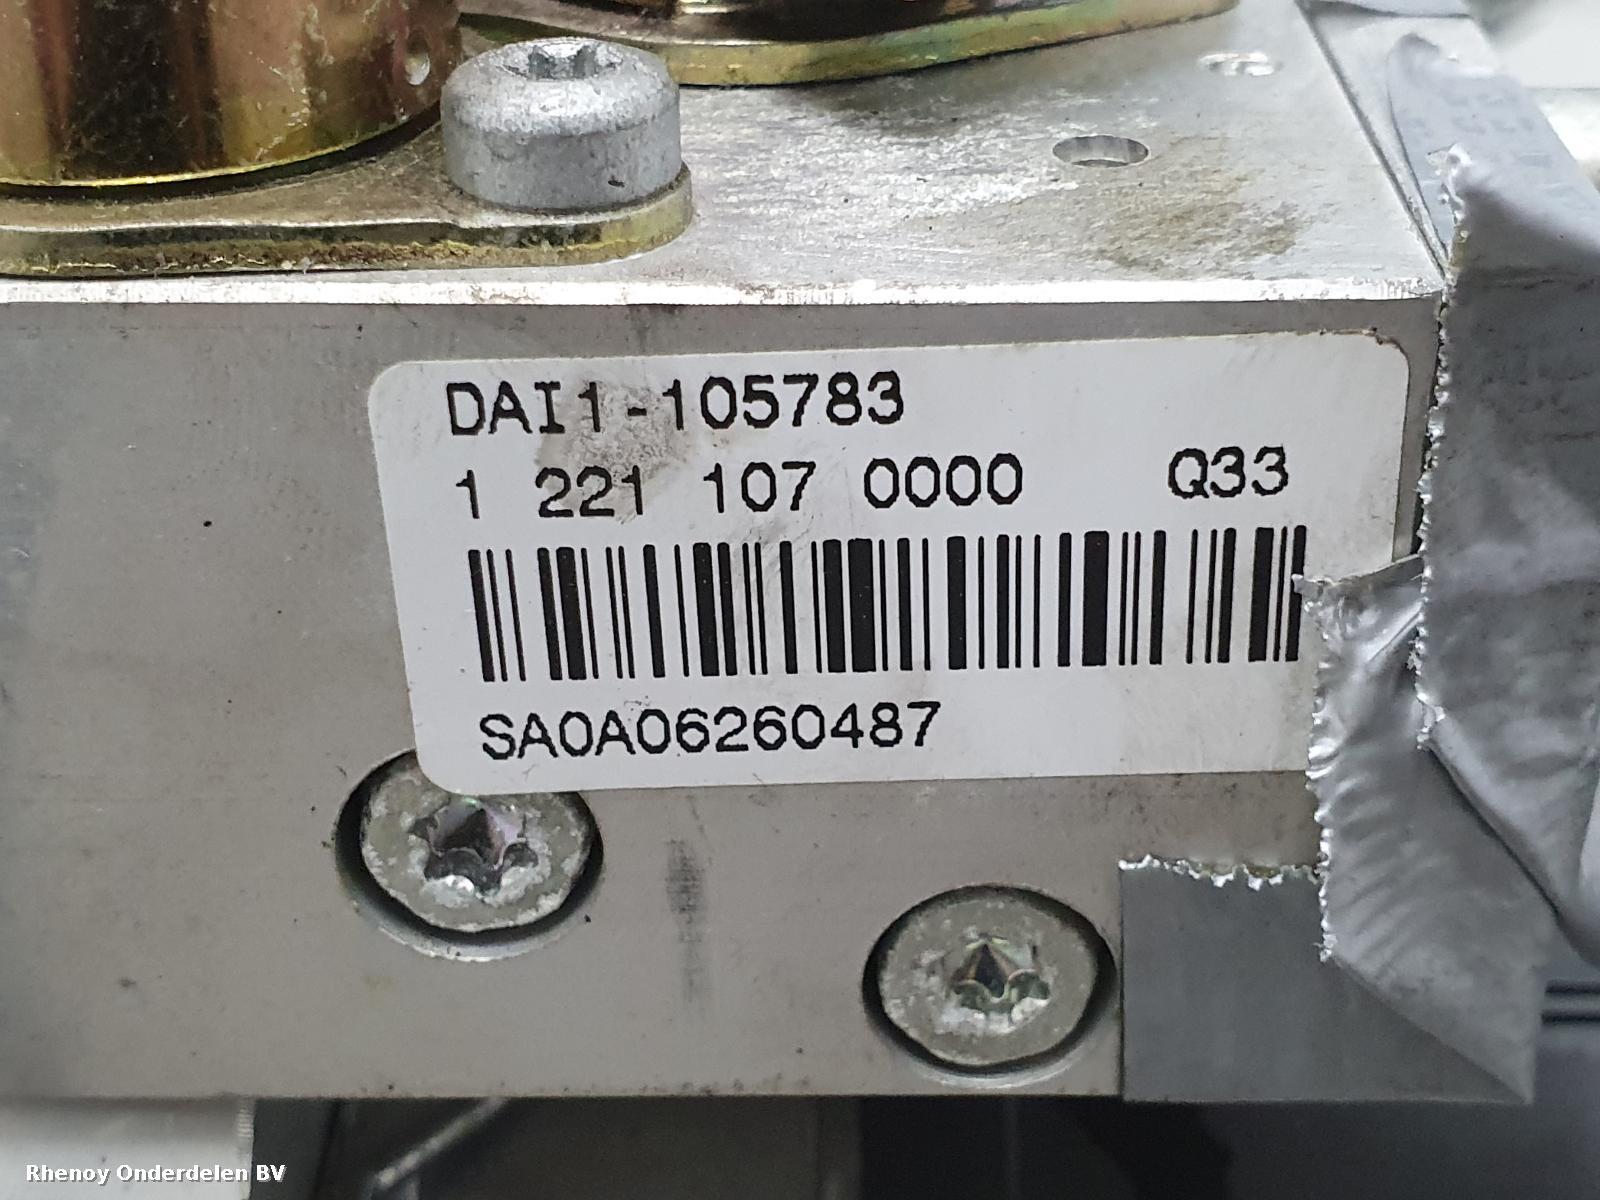 DAI1-105783
1 221 107 0000 Q33
SA0A06260487
Rhenoy Onderdelen BV